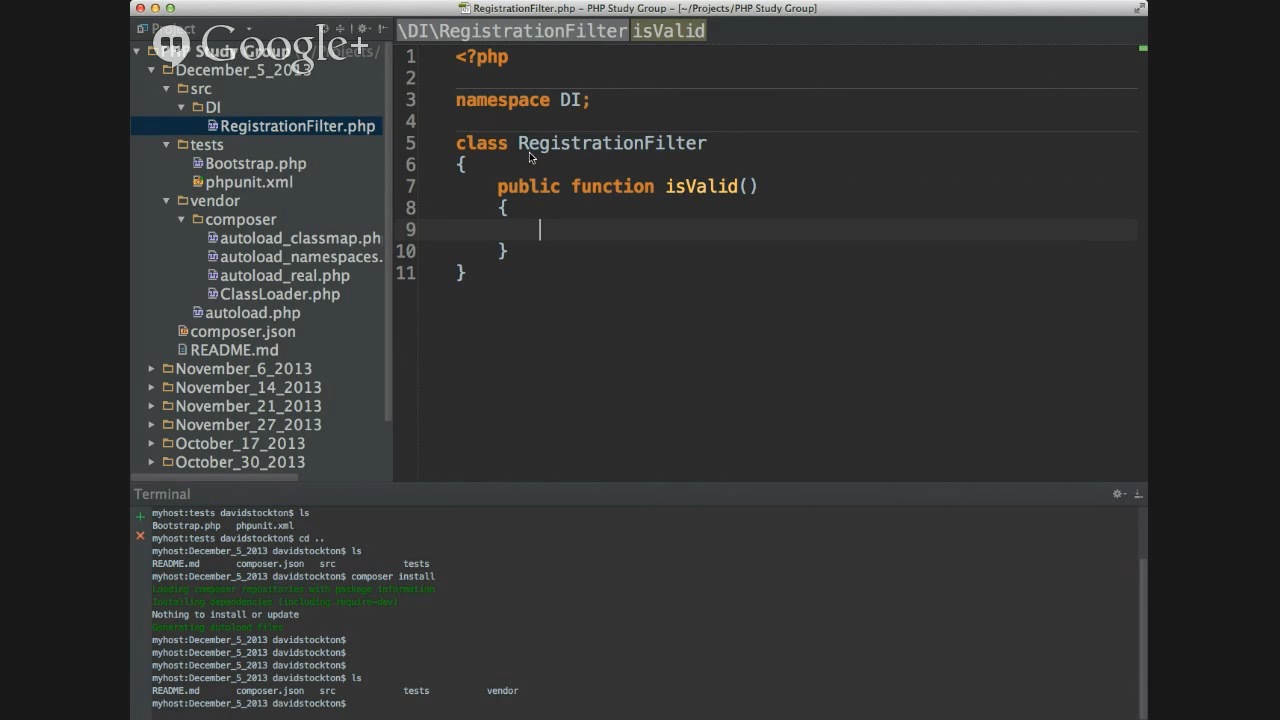 RegistrationFilter.php - PHP Study Group - [~/Projects/PHP Study Group]
Project
Google+
\DI\RegistrationFilter isValid
PHP Study Group
December_5_2013
src
DI
RegistrationFilter.php
tests
Bootstrap.php
phpunit.xml
vendor
composer
autoload_classmap.ph
autoload_namespaces.
autoload_real.php
ClassLoader.php
autoload.php
composer.json
README.md
November_6_2013
November_14_2013
November_21_2013
November_27_2013
October_17_2013
October_30_2013
1 <?php
2
3 namespace DI;
4
5 class RegistrationFilter
6 {
7 public function isValid()
8 {
9
10 }
11 }
Terminal
myhost:tests davidstockton$ ls
Bootstrap.php phpunit.xml
myhost:tests davidstockton$ cd ..
myhost:December_5_2013 davidstockton$ ls
README.md composer.json src tests
myhost:December_5_2013 davidstockton$ composer install
Loading composer repositories with package information
Installing dependencies (including require-dev)
Nothing to install or update
Generating autoload files
myhost:December_5_2013 davidstockton$
myhost:December_5_2013 davidstockton$
myhost:December_5_2013 davidstockton$
myhost:December_5_2013 davidstockton$ ls
README.md composer.json src tests vendor
myhost:December_5_2013 davidstockton$